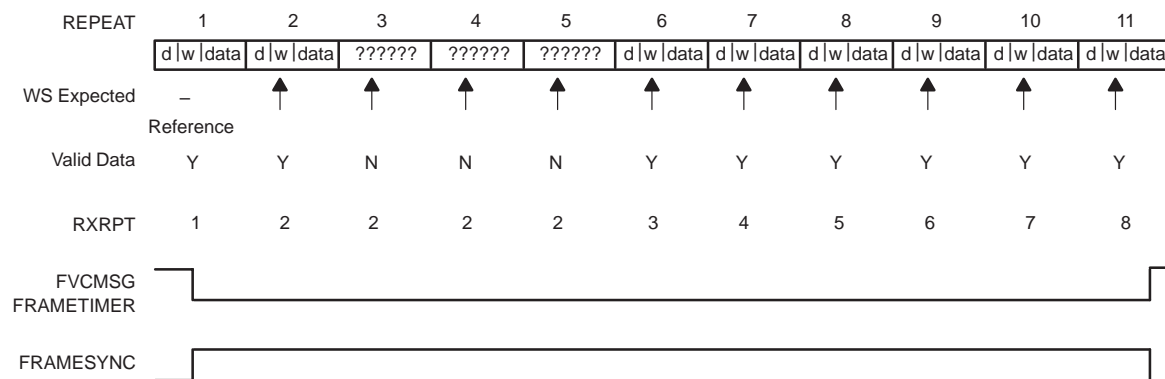 REPEAT 1 2 3 4 5 6 7 8 9 10 11
d|w|data d|w|data ?????? ?????? ?????? d|w|data d|w|data d|w|data d|w|data d|w|data d|w|data
WS Expected –
Reference
Valid Data Y Y N N N Y Y Y Y Y Y
RXRPT 1 2 2 2 2 3 4 5 6 7 8
FVCMSG
FRAMETIMER
FRAMESYNC